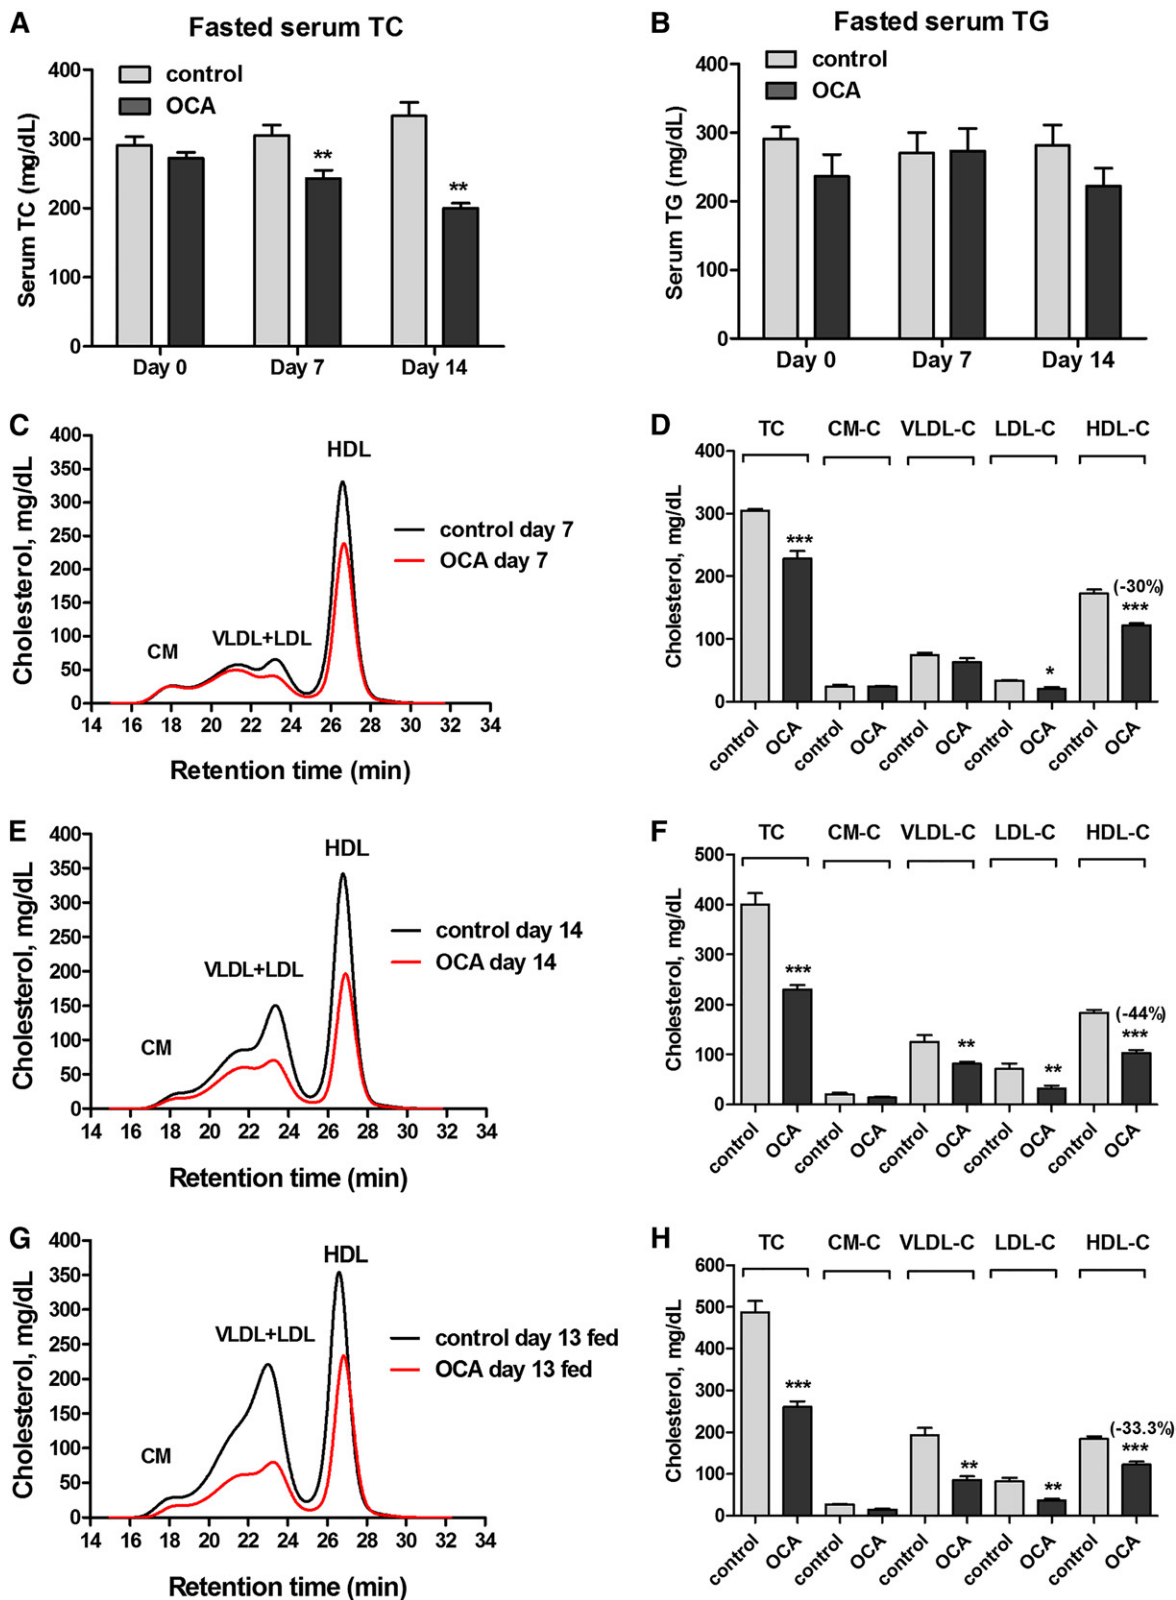 A
Fasted serum TC
400
300
200
100
0
Serum TC (mg/dL)
control
OCA
**
**
Day 0
Day 7
Day 14
B
Fasted serum TG
400
300
200
100
0
Serum TG (mg/dL)
control
OCA
Day 0
Day 7
Day 14
C
400
350
300
250
200
150
100
50
0
Cholesterol, mg/dL
HDL
CM
VLDL+LDL
control day 7
OCA day 7
14 16 18 20 22 24 26 28 30 32 34
Retention time (min)
D
TC CM-C VLDL-C LDL-C HDL-C
400
300
200
100
0
Cholesterol, mg/dL
***
*
(-30%)
***
control OCA control OCA control OCA control OCA control OCA
E
400
350
300
250
200
150
100
50
0
Cholesterol, mg/dL
HDL
CM
VLDL+LDL
control day 14
OCA day 14
14 16 18 20 22 24 26 28 30 32 34
Retention time (min)
F
TC CM-C VLDL-C LDL-C HDL-C
500
400
300
200
100
0
Cholesterol, mg/dL
***
**
**
(-44%)
***
control OCA control OCA control OCA control OCA control OCA
G
400
350
300
250
200
150
100
50
0
Cholesterol, mg/dL
HDL
CM
VLDL+LDL
control day 13 fed
OCA day 13 fed
14 16 18 20 22 24 26 28 30 32 34
Retention time (min)
H
TC CM-C VLDL-C LDL-C HDL-C
600
500
400
300
200
100
0
Cholesterol, mg/dL
***
**
**
(-33.3%)
***
control OCA control OCA control OCA control OCA control OCA